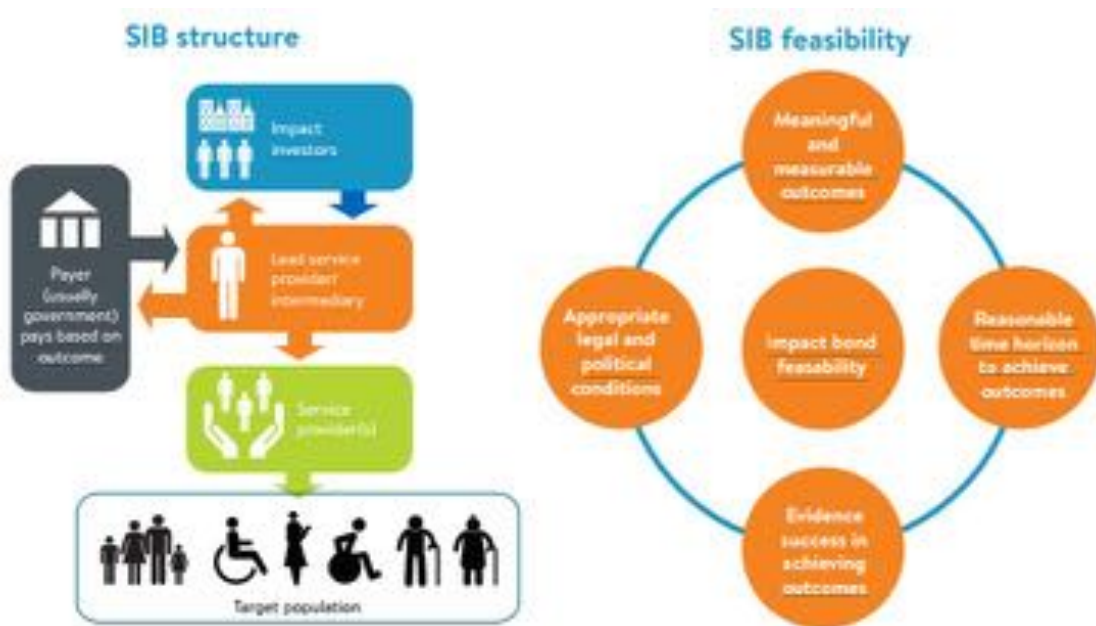 SIB structure
Impact
investors
Payer
(usually
government)
pays based on
outcome
Lead service
provider/
intermediary
Service
provider(s)
Target population
SIB feasibility
Meaningful
and
measurable
outcomes
Appropriate
legal and
political
conditions
Impact bond
feasability
Reasonable
time horizon
to achieve
outcomes
Evidence
success in
achieving
outcomes